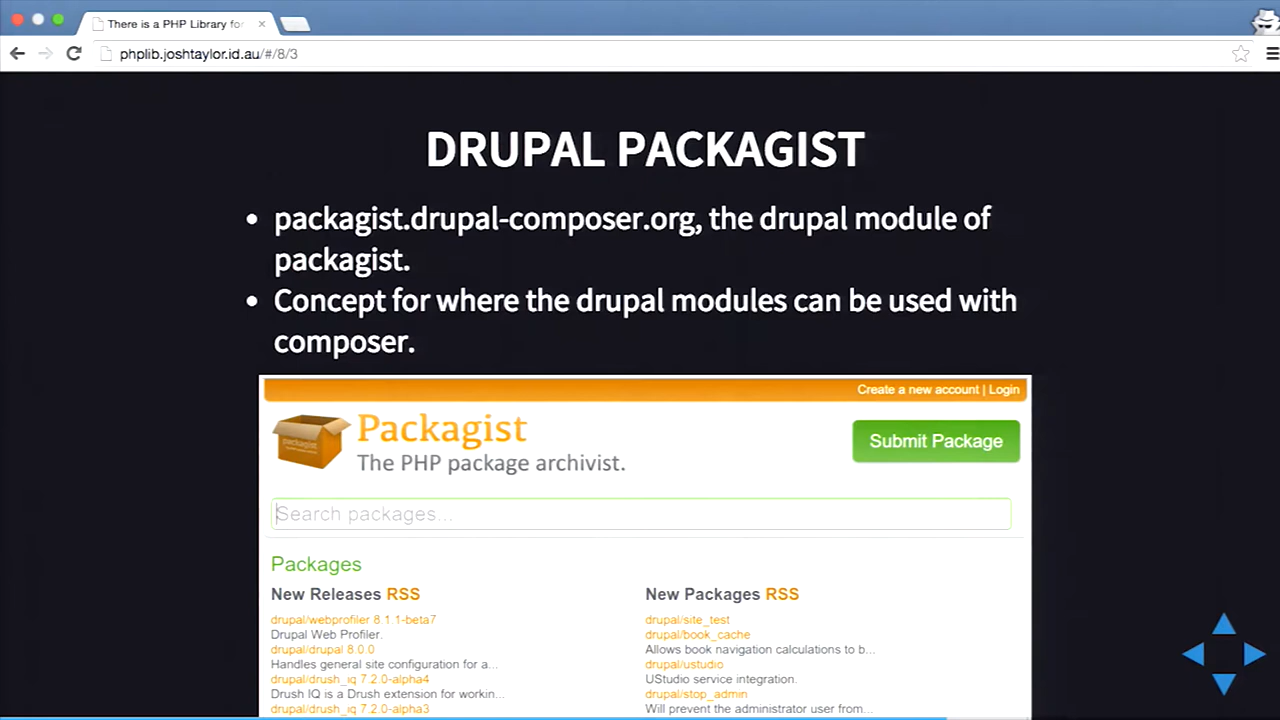 There is a PHP Library for
phplib.joshtaylor.id.au/#/8/3
DRUPAL PACKAGIST
• packagist.drupal-composer.org, the drupal module of
packagist.
• Concept for where the drupal modules can be used with
composer.
Create a new account | Login
packagist
Packagist
The PHP package archivist.
Submit Package
Search packages...
Packages
New Releases RSS
drupal/webprofiler 8.1.1-beta7
Drupal Web Profiler.
drupal/drupal 8.0.0
Handles general site configuration for a...
drupal/drush_iq 7.2.0-alpha4
Drush IQ is a Drush extension for workin...
drupal/drush_iq 7.2.0-alpha3
New Packages RSS
drupal/site_test
drupal/book_cache
Allows book navigation calculations to b...
drupal/ustudio
UStudio service integration.
drupal/stop_admin
Will prevent the administrator user from...